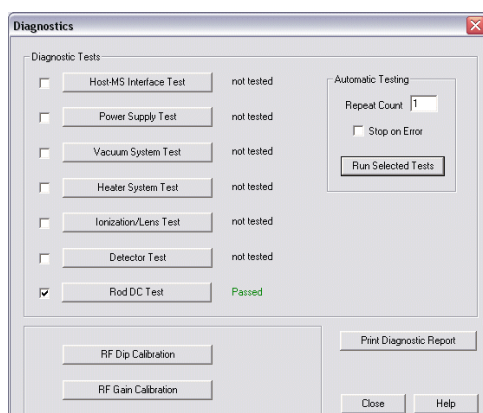 Diagnostics
Diagnostic Tests
Host-MS Interface Test not tested
Power Supply Test not tested
Vacuum System Test not tested
Heater System Test not tested
Ionization/Lens Test not tested
Detector Test not tested
Rod DC Test Passed
Automatic Testing
Repeat Count 1
Stop on Error
Run Selected Tests
RF Dip Calibration
RF Gain Calibration
Print Diagnostic Report
Close Help